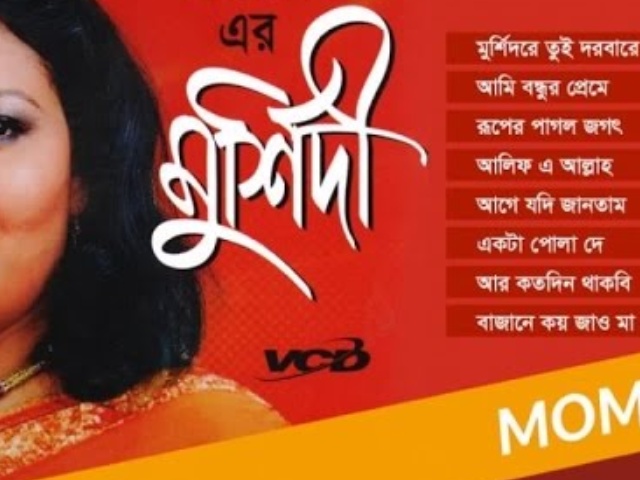 এর
মুর্শিদী
মুর্শিদরে তুই দরবারে
আমি বন্ধুর প্রেমে
রূপের পাগল জগৎ
আলিফ এ আল্লাহ
আগে যদি জানতাম
একটা পোলা দে
আর কতদিন থাকবি
বাজানে কয় জাও মা
VCD
MOM